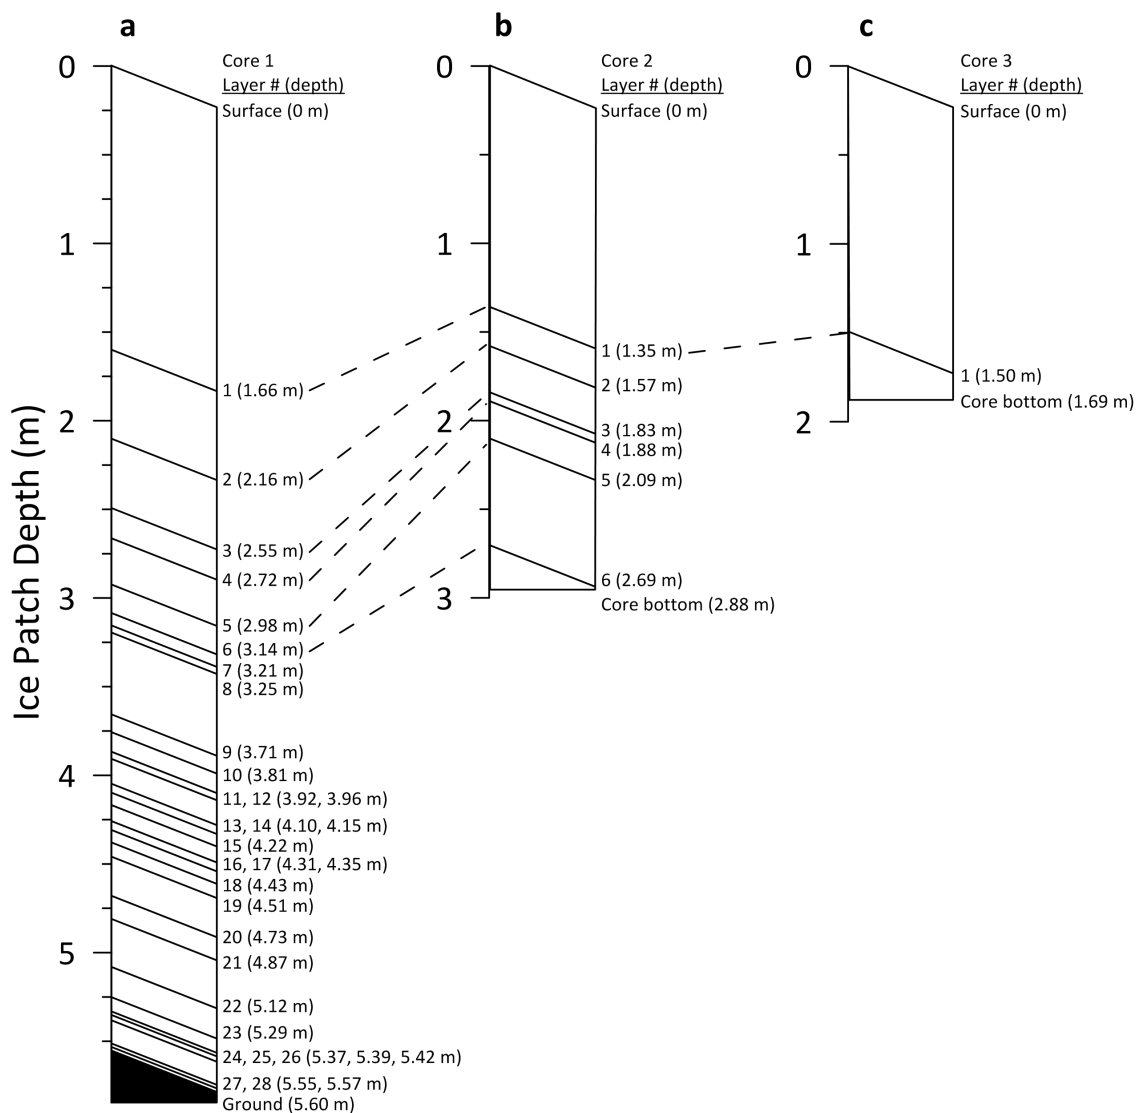 a
b
c
Ice Patch Depth (m)
0
1
2
3
4
5
Core 1
Layer # (depth)
Surface (0 m)
1 (1.66 m)
2 (2.16 m)
3 (2.55 m)
4 (2.72 m)
5 (2.98 m)
6 (3.14 m)
7 (3.21 m)
8 (3.25 m)
9 (3.71 m)
10 (3.81 m)
11, 12 (3.92, 3.96 m)
13, 14 (4.10, 4.15 m)
15 (4.22 m)
16, 17 (4.31, 4.35 m)
18 (4.43 m)
19 (4.51 m)
20 (4.73 m)
21 (4.87 m)
22 (5.12 m)
23 (5.29 m)
24, 25, 26 (5.37, 5.39, 5.42 m)
27, 28 (5.55, 5.57 m)
Ground (5.60 m)
0
1
2
3
Core 2
Layer # (depth)
Surface (0 m)
1 (1.35 m)
2 (1.57 m)
3 (1.83 m)
4 (1.88 m)
5 (2.09 m)
6 (2.69 m)
Core bottom (2.88 m)
0
1
2
Core 3
Layer # (depth)
Surface (0 m)
1 (1.50 m)
Core bottom (1.69 m)